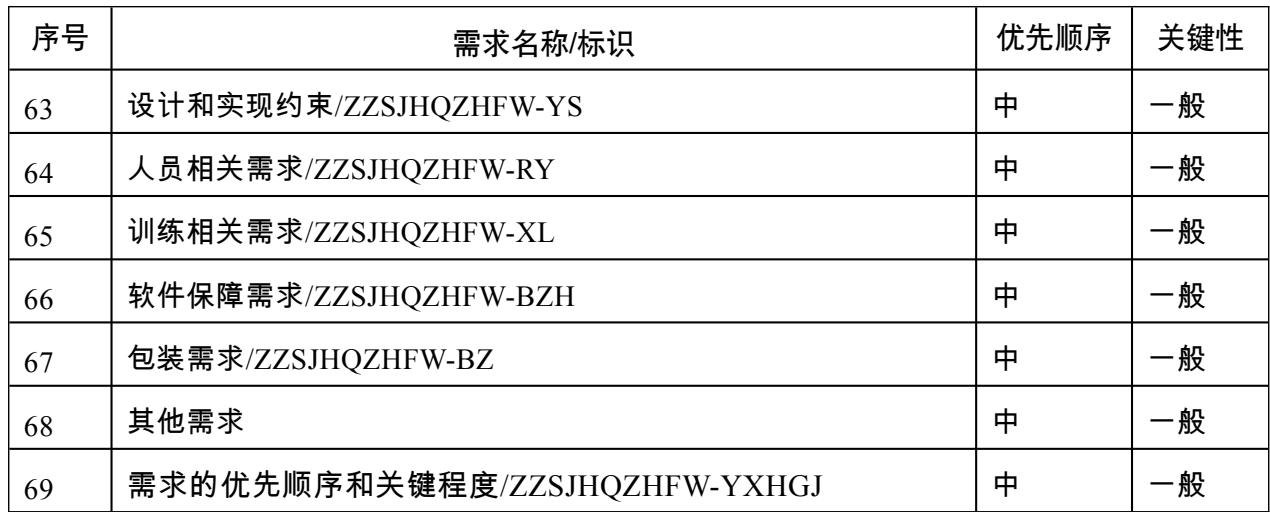 序号 需求名称/标识 优先顺序 关键性
63 设计和实现约束/ZZSJHQZHFW-YS 中 一般
64 人员相关需求/ZZSJHQZHFW-RY 中 一般
65 训练相关需求/ZZSJHQZHFW-XL 中 一般
66 软件保障需求/ZZSJHQZHFW-BZH 中 一般
67 包装需求/ZZSJHQZHFW-BZ 中 一般
68 其他需求 中 一般
69 需求的优先顺序和关键程度/ZZSJHQZHFW-YXHGJ 中 一般